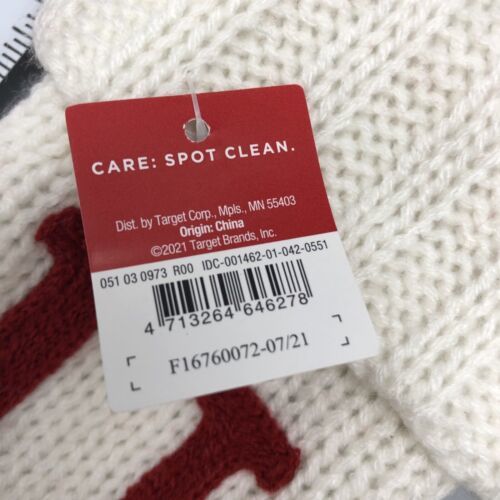 CARE: SPOT CLEAN.
Dist. by Target Corp., Mpls., MN 55403
Origin: China
©2021 Target Brands, Inc.
051 03 0973 R00 IDC-001462-01-042-0551
4 713264 646278
F16760072-07/21